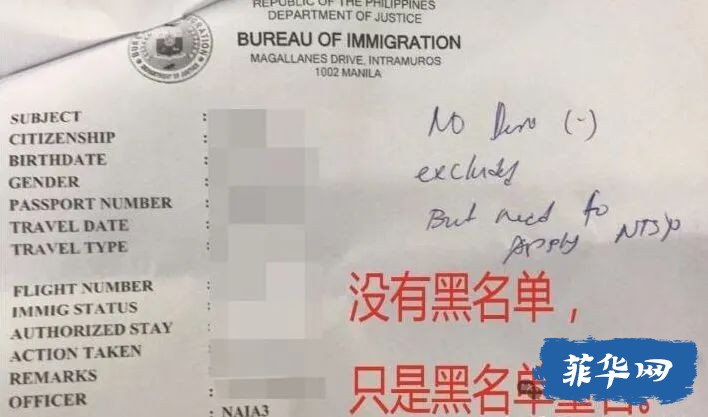 REPUBLIC OF THE PHILIPPINES
DEPARTMENT OF JUSTICE
BUREAU OF IMMIGRATION
MAGALLANES DRIVE, INTRAMUROS
1002 MANILA
SUBJECT :
CITIZENSHIP :
BIRTHDATE :
GENDER :
PASSPORT NUMBER :
TRAVEL DATE :
TRAVEL TYPE :
FLIGHT NUMBER :
IMMIG STATUS :
AUTHORIZED STAY :
ACTION TAKEN :
REMARKS :
OFFICER :
NAIA3
No (-)
But need to
apply
没有黑名单，
只是黑名单
菲华网